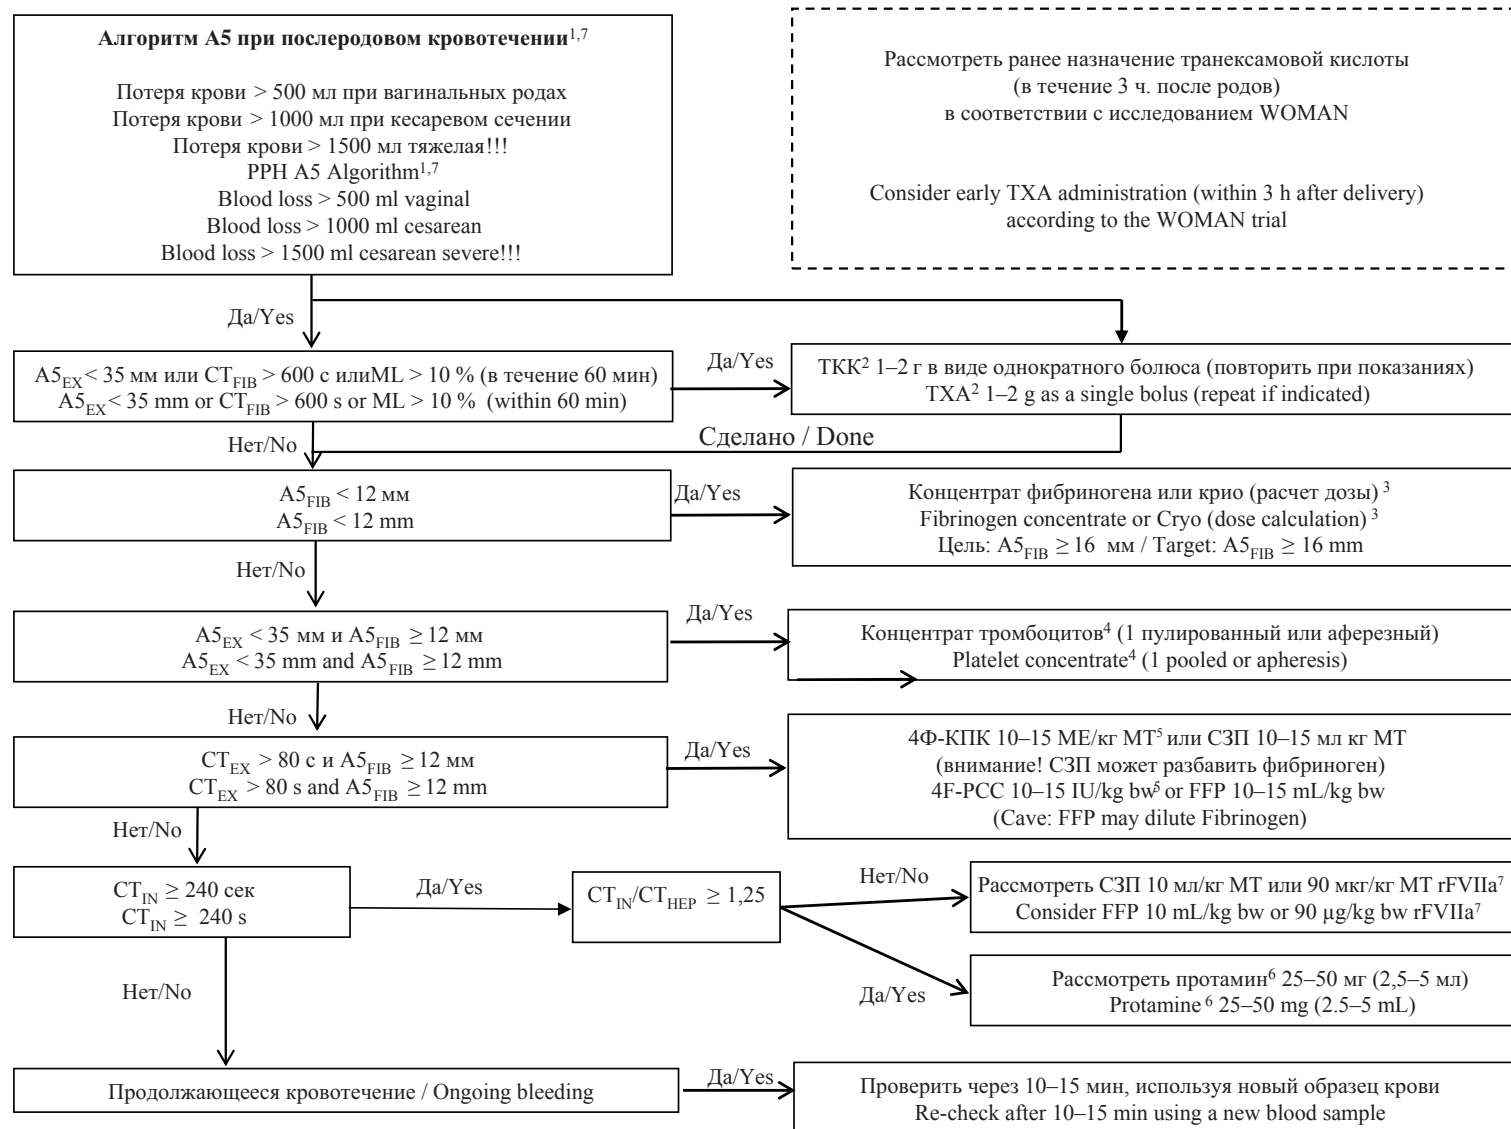 Алгоритм А5 при послеродовом кровотечении1,7
Потеря крови > 500 мл при вагинальных родах
Потеря крови > 1000 мл при кесаревом сечении
Потеря крови > 1500 мл тяжелая!!!
PPH A5 Algorithm1,7
Blood loss > 500 ml vaginal
Blood loss > 1000 ml cesarean
Blood loss > 1500 ml cesarean severe!!!
Рассмотреть ранее назначение транексамовой кислоты
(в течение 3 ч. после родов)
в соответствии с исследованием WOMAN
Consider early TXA administration (within 3 h after delivery)
according to the WOMAN trial
Да/Yes
A5EX < 35 мм или CTFIB > 600 с илиML > 10 % (в течение 60 мин)
A5EX < 35 mm or CTFIB > 600 s or ML > 10 % (within 60 min)
Да/Yes
ТКК2 1–2 г в виде однократного болюса (повторить при показаниях)
TXA2 1–2 g as a single bolus (repeat if indicated)
Нет/No
Сделано / Done
A5FIB < 12 мм
A5FIB < 12 mm
Да/Yes
Концентрат фибриногена или крио (расчет дозы) 3
Fibrinogen concentrate or Cryo (dose calculation) 3
Цель: A5FIB ≥ 16 мм / Target: A5FIB ≥ 16 mm
Нет/No
A5EX < 35 мм и A5FIB ≥ 12 мм
A5EX < 35 mm and A5FIB ≥ 12 mm
Да/Yes
Концентрат тромбоцитов4 (1 пулированный или аферезный)
Platelet concentrate4 (1 pooled or apheresis)
Нет/No
CTEX > 80 с и A5FIB ≥ 12 мм
CTEX > 80 s and A5FIB ≥ 12 mm
Да/Yes
4Ф-КПК 10–15 МЕ/кг МТ5 или СЗП 10–15 мл кг МТ
(внимание! СЗП может разбавить фибриноген)
4F-PCC 10–15 IU/kg bw5 or FFP 10–15 mL/kg bw
(Cave: FFP may dilute Fibrinogen)
Нет/No
CTIN ≥ 240 сек
CTIN ≥ 240 s
Да/Yes
CTIN/CTHEP ≥ 1,25
Нет/No
Рассмотреть СЗП 10 мл/кг МТ или 90 мкг/кг МТ rFVIIa7
Consider FFP 10 mL/kg bw or 90 µg/kg bw rFVIIa7
Да/Yes
Рассмотреть протамин6 25–50 мг (2,5–5 мл)
Protamine 6 25–50 mg (2.5–5 mL)
Нет/No
Продолжающееся кровотечение / Ongoing bleeding
Да/Yes
Проверить через 10–15 мин, используя новый образец крови
Re-check after 10–15 min using a new blood sample